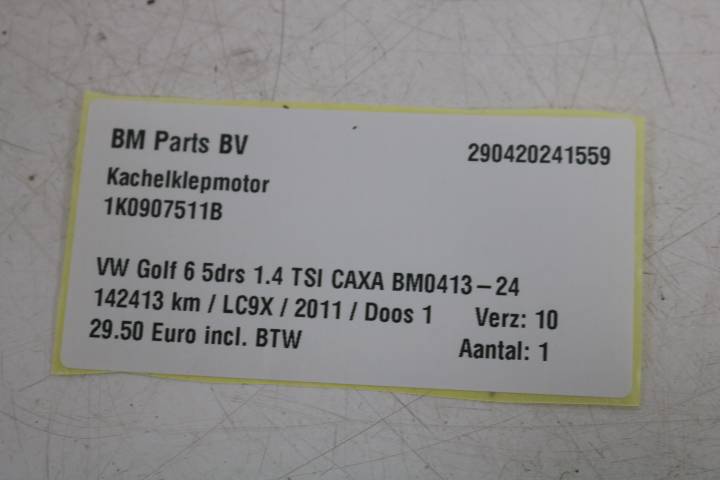 BM Parts BV 290420241559
Kachelklepmotor
1K0907511B
VW Golf 6 5drs 1.4 TSI CAXA BM0413-24
142413 km / LC9X / 2011 / Doos 1 Verz: 10
29.50 Euro incl. BTW Aantal: 1